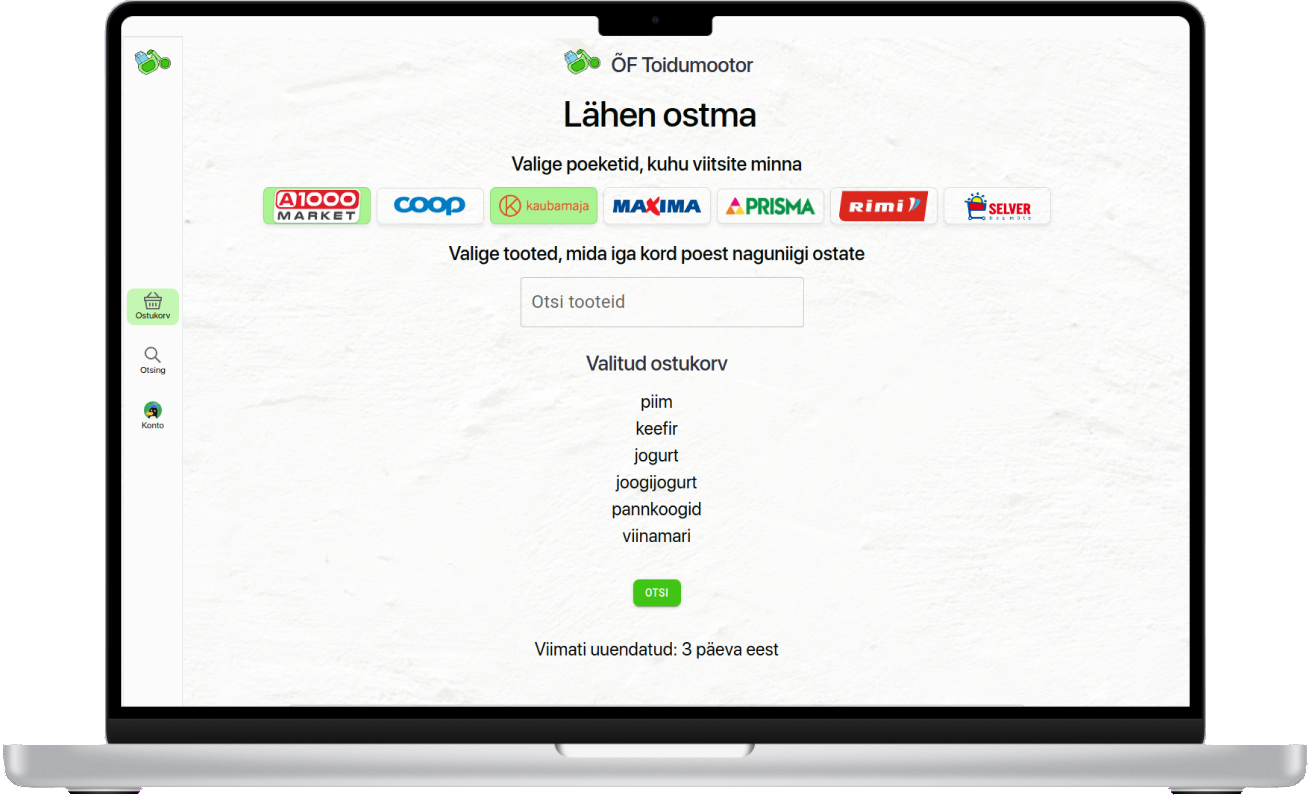 ÕF Toidumootor
Lähen ostma
Valige poeketid, kuhu viitsite minna
A1000 MARKET
coop
kaubamaja
MAXIMA
PRISMA
Rimi
SELVER
Valige tooted, mida iga kord poest naguniigi ostate
Otsi tooteid
Ostukorv
Otsing
Konto
Valitud ostukorv
piim
keefir
jogurt
joogijogurt
pannkoogid
viinamari
OTSI
Viimati uuendatud: 3 päeva eest